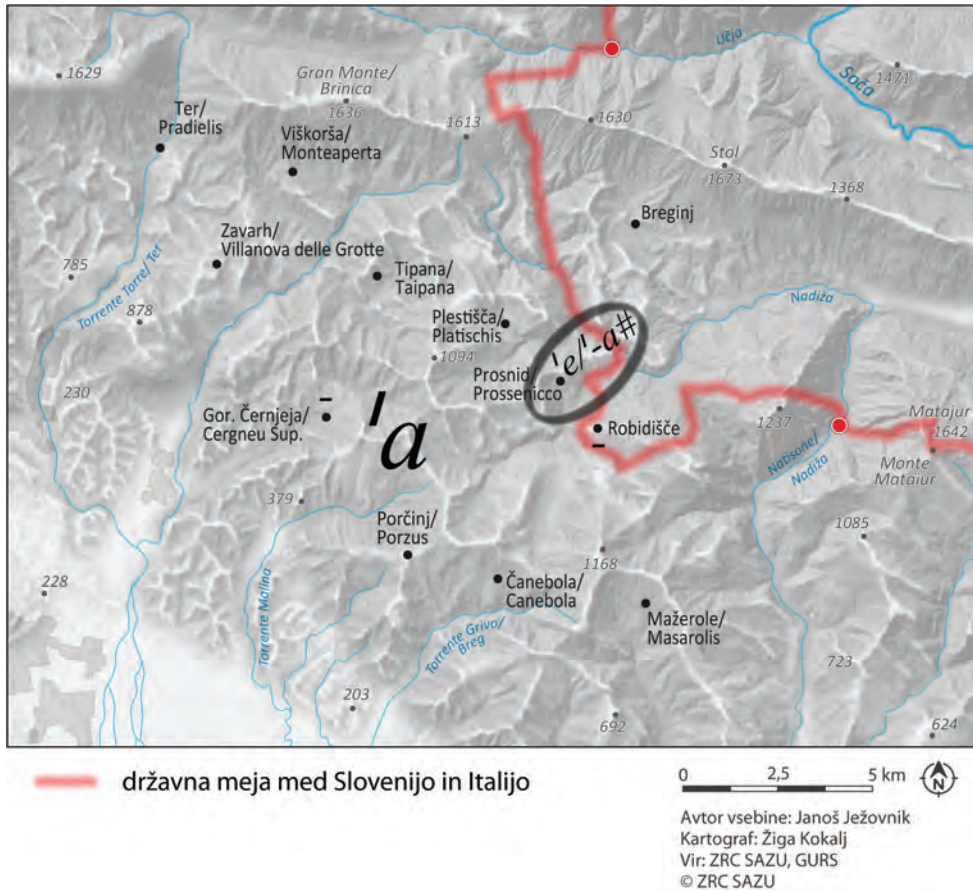 Učja
1629
Gran Monte/
Brinica
1636
Soča
1471
Ter/
Pradielis
1613
1630
Viškorša/
Monteaperta
Stol
1673
1368
Breginj
Zavarh/
Villanova delle Grotte
785
Tipana/
Taipana
Torrente Torre/Ter
878
Nadiža
Plestišča/
Platischis
'e/'-a#
1094
Prosnid/
Prossenicco
230
Gor. Černjeja/
Cergneu Sup.
–
'a
Robidišče
–
1237
Matajur
1642
Monte
Mataiur
Natisone/
Nadiža
379
1085
Porčinj/
Porzus
1168
228
Čanebola/
Canebola
Mažerole/
Masarolis
Torrente Malina
Torrente Grivo/
Breg
723
203
692
624
državna meja med Slovenijo in Italijo
0 2,5 5 km
N
Avtor vsebine: Janoš Ježovnik
Kartograf: Žiga Kokalj
Vir: ZRC SAZU, GURS
© ZRC SAZU